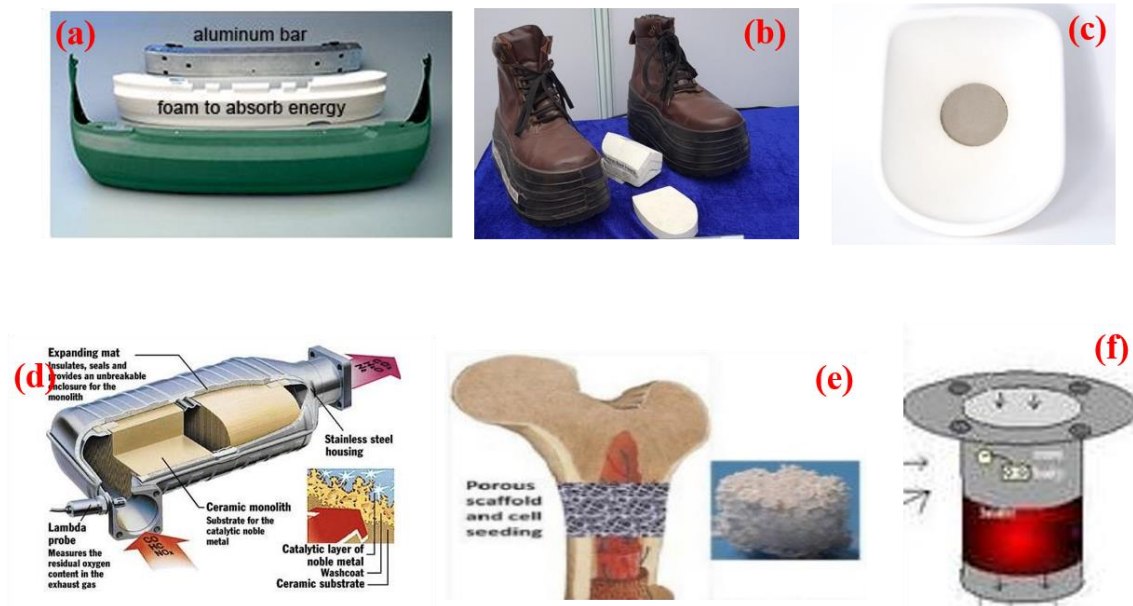 (a)
aluminum bar
foam to absorb energy
(b)
(c)
(d)
Expanding mat
Insulates, seals and
provides an unbreakable
enclosure for the
monolith
Stainless steel
housing
Ceramic monolith
Substrate for the
catalytic noble
metal
Lambda
probe
Measures the
residual oxygen
content in the
exhaust gas
Catalytic layer of
noble metal
Washcoat
Ceramic substrate
(e)
Porous
scaffold
and cell
seeding
(f)